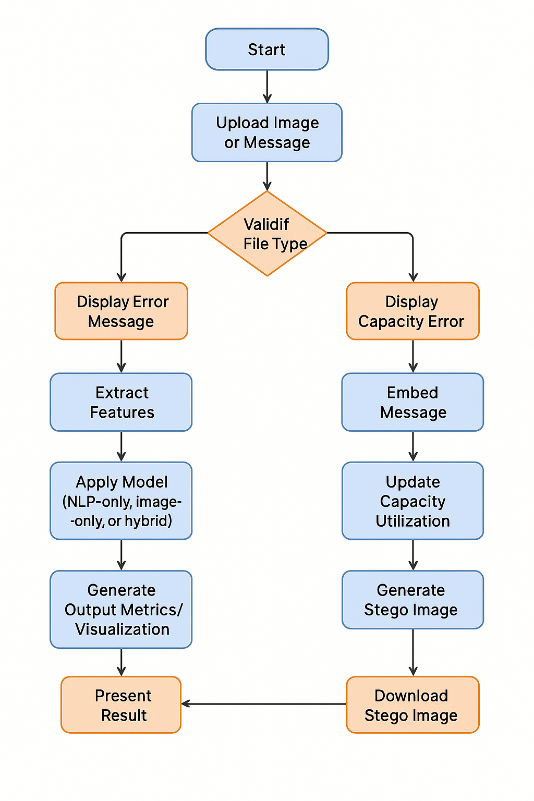 Start
Upload Image
or Message
Validif
File Type
Display Error
Message
Display
Capacity Error
Extract
Features
Embed
Message
Apply Model
(NLP-only, image-
-only, or hybrid)
Update
Capacity
Utilization
Generate
Output Metrics/
Visualization
Generate
Stego Image
Present
Result
Download
Stego Image